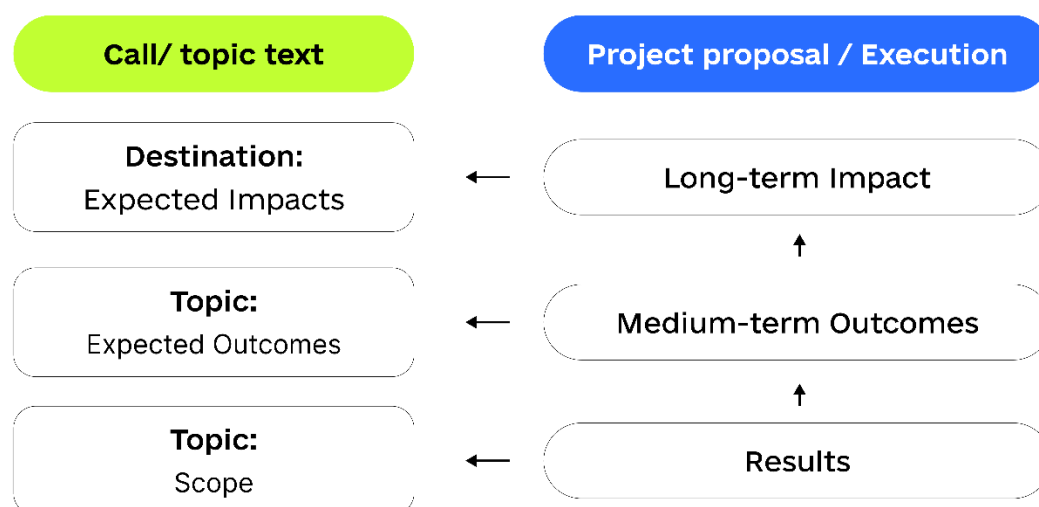 Call/ topic text
Project proposal / Execution
Destination:
Expected Impacts
Long-term Impact
Topic:
Expected Outcomes
Medium-term Outcomes
Topic:
Scope
Results